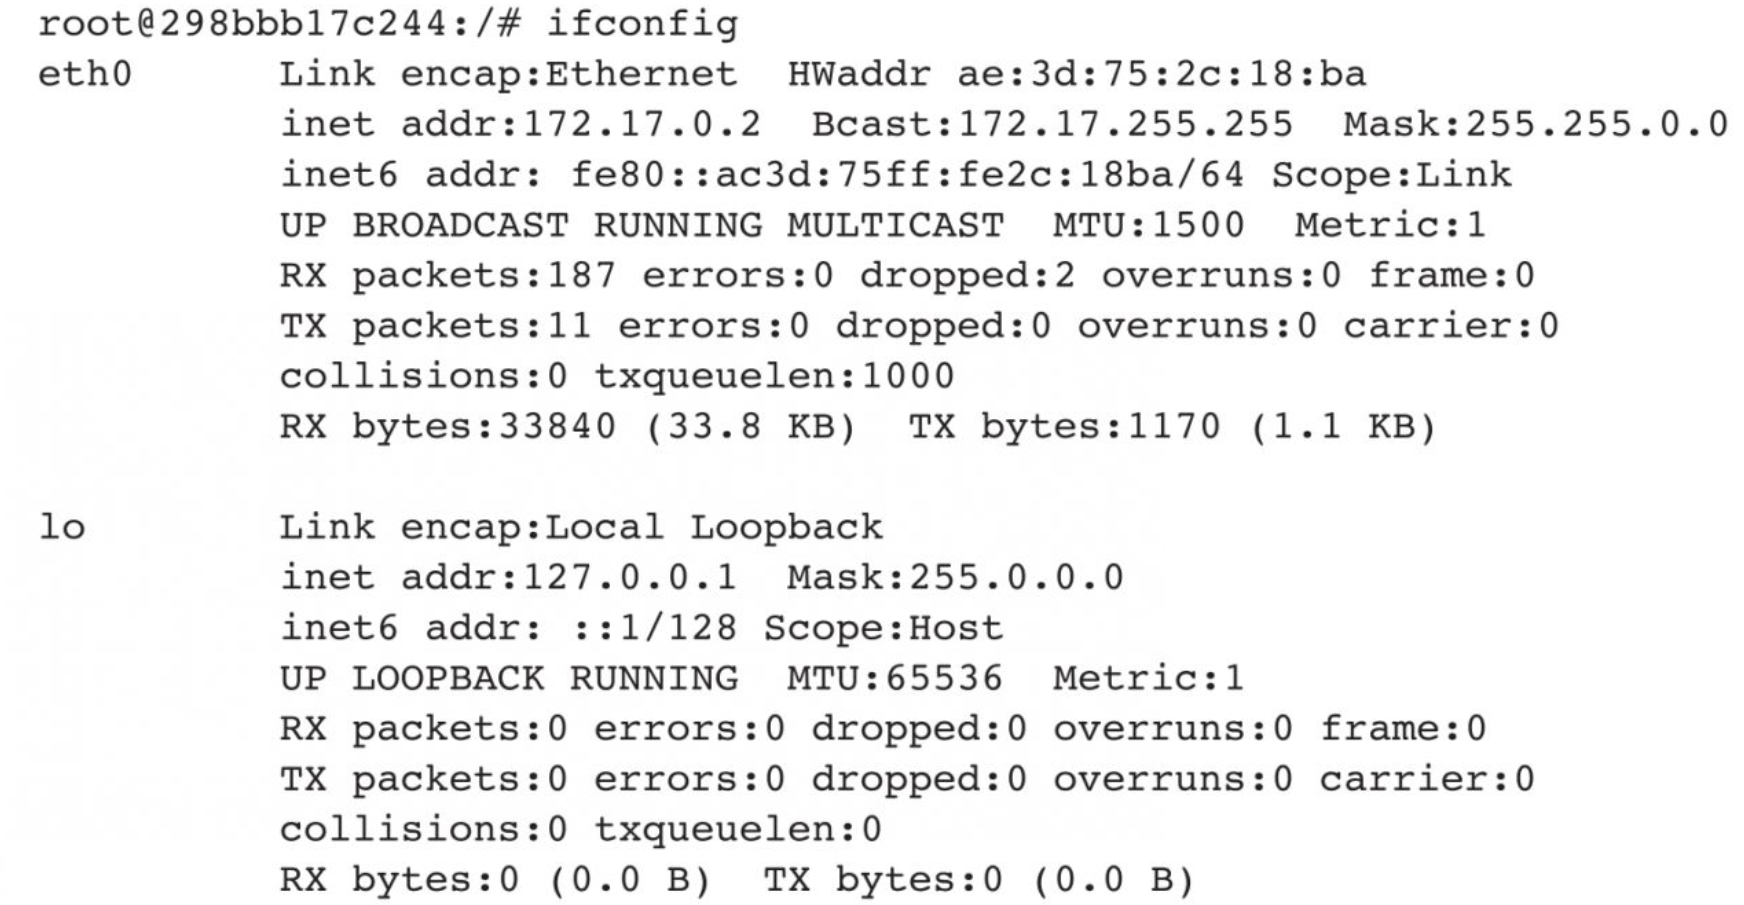 root@298bbb17c244:/# ifconfig
eth0      Link encap:Ethernet  HWaddr ae:3d:75:2c:18:ba
          inet addr:172.17.0.2  Bcast:172.17.255.255  Mask:255.255.0.0
          inet6 addr: fe80::ac3d:75ff:fe2c:18ba/64 Scope:Link
          UP BROADCAST RUNNING MULTICAST  MTU:1500  Metric:1
          RX packets:187 errors:0 dropped:2 overruns:0 frame:0
          TX packets:11 errors:0 dropped:0 overruns:0 carrier:0
          collisions:0 txqueuelen:1000
          RX bytes:33840 (33.8 KB)  TX bytes:1170 (1.1 KB)

lo        Link encap:Local Loopback
          inet addr:127.0.0.1  Mask:255.0.0.0
          inet6 addr: ::1/128 Scope:Host
          UP LOOPBACK RUNNING  MTU:65536  Metric:1
          RX packets:0 errors:0 dropped:0 overruns:0 frame:0
          TX packets:0 errors:0 dropped:0 overruns:0 carrier:0
          collisions:0 txqueuelen:0
          RX bytes:0 (0.0 B)  TX bytes:0 (0.0 B)